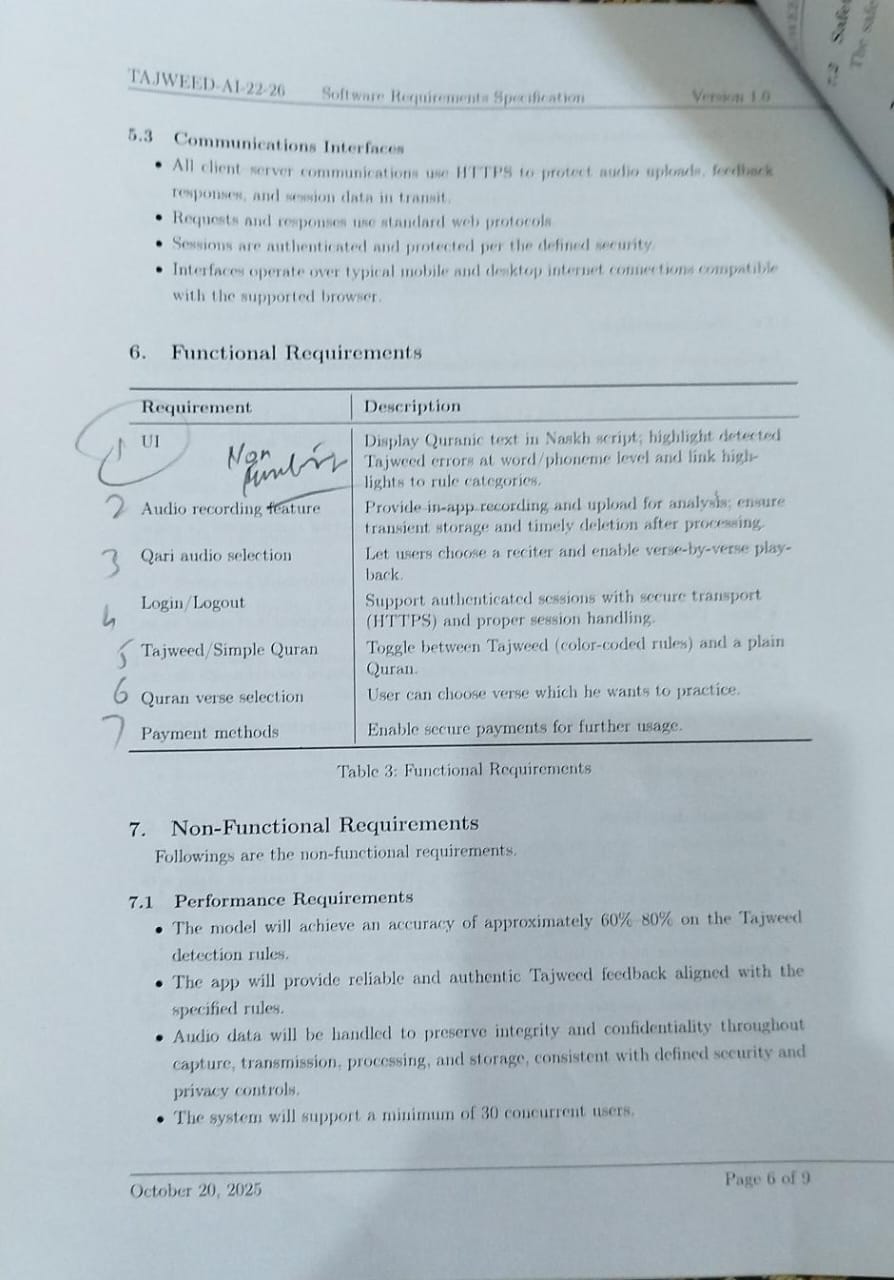 TAJWEED-AI-22-26 Software Requirements Specification Version 1.0
7.2 Safe
The safe
5.3 Communications Interfaces
• All client server communications use HTTPS to protect audio uploads, feedback
responses, and session data in transit.
• Requests and responses use standard web protocols
• Sessions are authenticated and protected per the defined security.
• Interfaces operate over typical mobile and desktop internet connections compatible
with the supported browser.
6. Functional Requirements
Requirement Description
1 UI Non Display Quranic text in Naskh script; highlight detected
Tajweed errors at word/phoneme level and link high-
lights to rule categories.
2 Audio recording feature Provide in-app recording and upload for analysis; ensure
transient storage and timely deletion after processing.
3 Qari audio selection Let users choose a reciter and enable verse-by-verse play-
back.
4 Login/Logout Support authenticated sessions with secure transport
(HTTPS) and proper session handling.
5 Tajweed/Simple Quran Toggle between Tajweed (color-coded rules) and a plain
Quran.
6 Quran verse selection User can choose verse which he wants to practice.
7 Payment methods Enable secure payments for further usage.
Table 3: Functional Requirements
7. Non-Functional Requirements
Followings are the non-functional requirements.
7.1 Performance Requirements
• The model will achieve an accuracy of approximately 60% 80% on the Tajweed
detection rules.
• The app will provide reliable and authentic Tajweed feedback aligned with the
specified rules.
• Audio data will be handled to preserve integrity and confidentiality throughout
capture, transmission, processing, and storage, consistent with defined security and
privacy controls.
• The system will support a minimum of 30 concurrent users.
October 20, 2025 Page 6 of 9